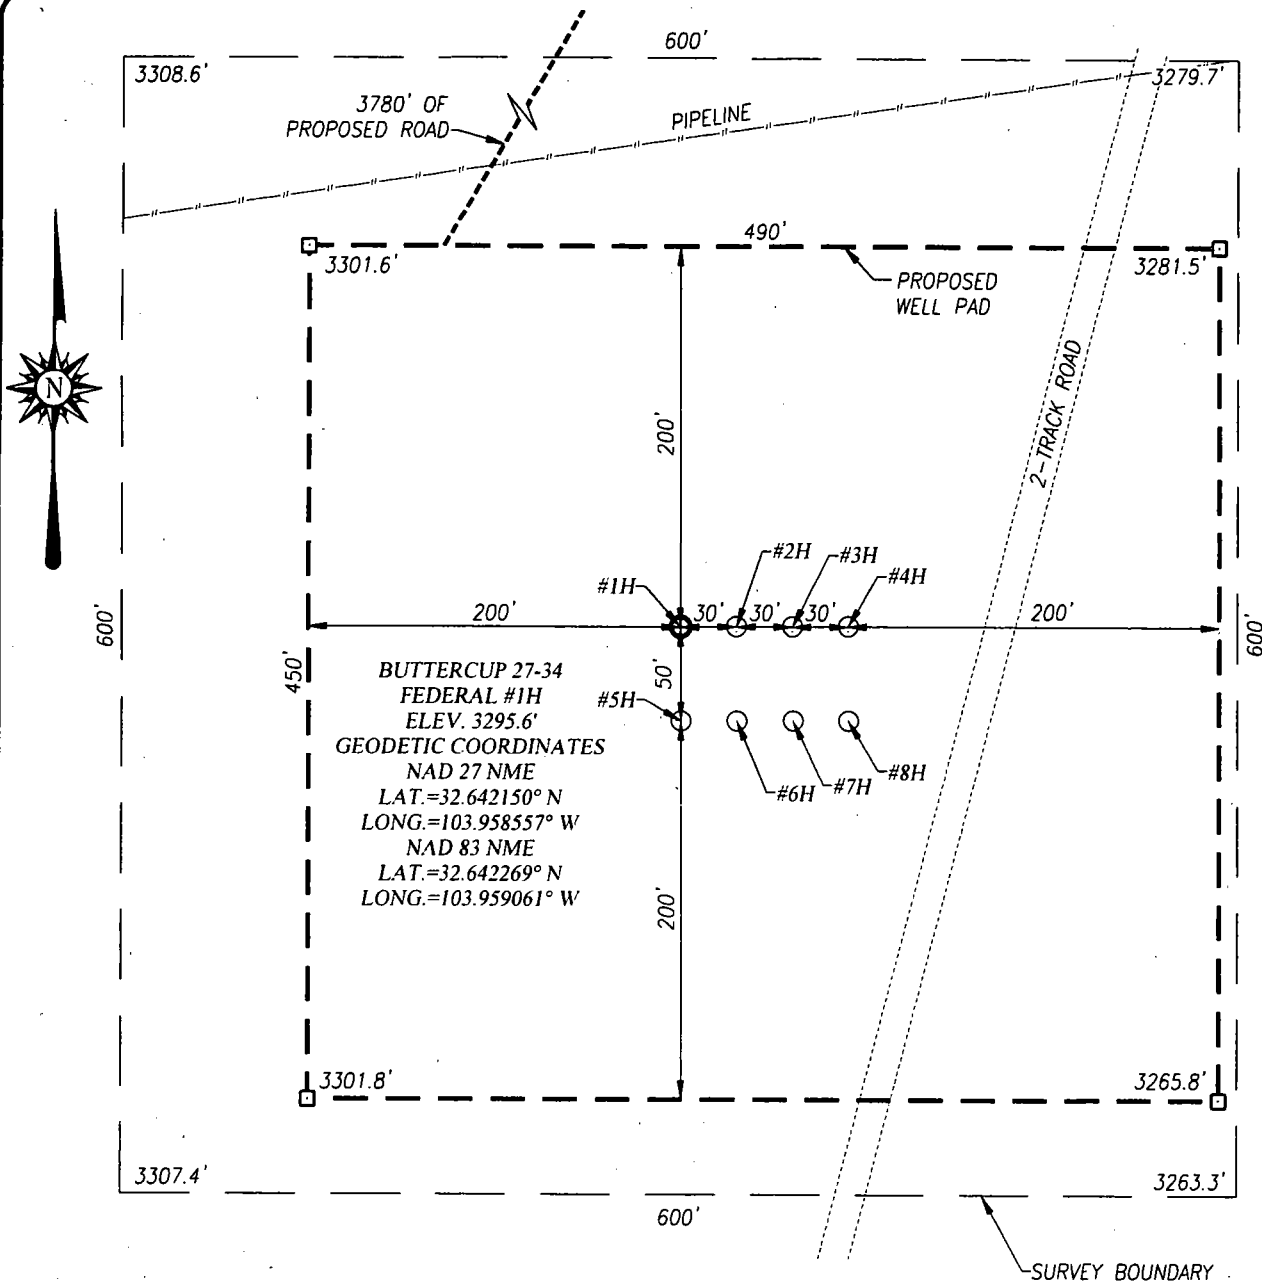 600'
3308.6'
3279.7'
3780' OF
PROPOSED ROAD
PIPELINE
490'
3301.6'
3281.5'
PROPOSED
WELL PAD
N
200'
2-TRACK ROAD
#2H
#3H
#1H
#4H
200'
30'
30'
30'
200'
600'
600'
450'
50'
BUTTERCUP 27-34
FEDERAL #1H
ELEV. 3295.6'
GEODETIC COORDINATES
NAD 27 NME
LAT.=32.642150° N
LONG.=103.958557° W
NAD 83 NME
LAT.=32.642269° N
LONG.=103.959061° W
#5H
#6H
#7H
#8H
200'
3301.8'
3265.8'
3307.4'
3263.3'
600'
SURVEY BOUNDARY